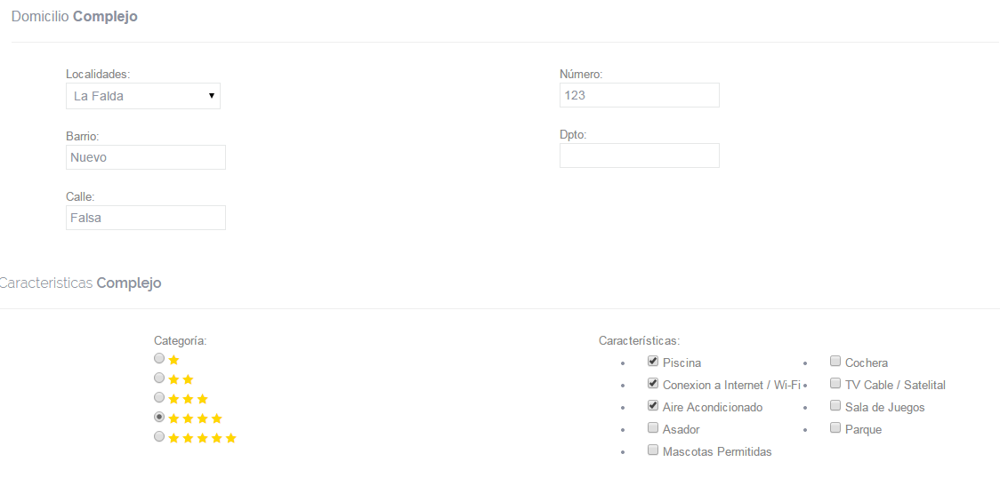 Domicilio Complejo
Localidades:
La Falda
Barrio:
Nuevo
Calle:
Falsa
Número:
123
Dpto:
Caracteristicas Complejo
Categoría:
Características:
Piscina
Conexion a Internet / Wi-Fi
Aire Acondicionado
Asador
Mascotas Permitidas
Cochera
TV Cable / Satelital
Sala de Juegos
Parque